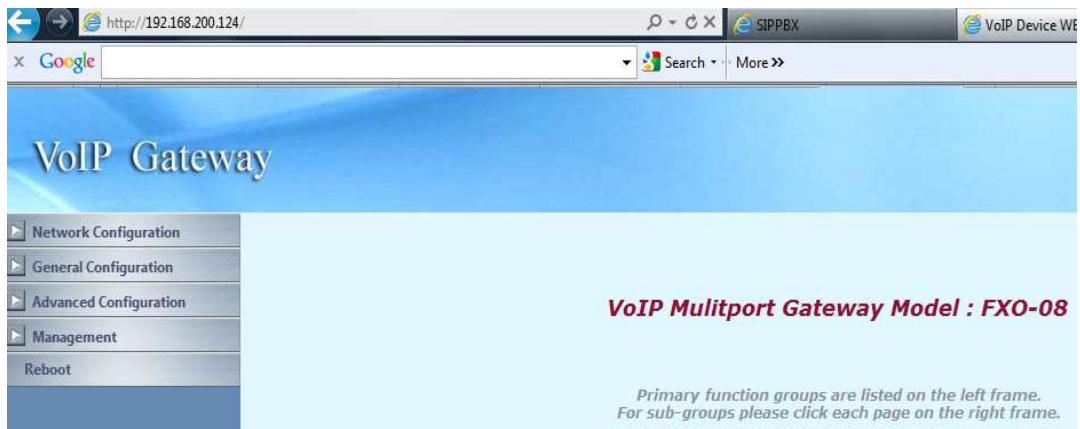 http://192.168.200.124/
SIPPBX
VoIP Device WE
x Google
Search
More >>
VoIP Gateway
Network Configuration
General Configuration
Advanced Configuration
Management
Reboot
VoIP Mulitport Gateway Model : FXO-08
Primary function groups are listed on the left frame.
For sub-groups please click each page on the right frame.